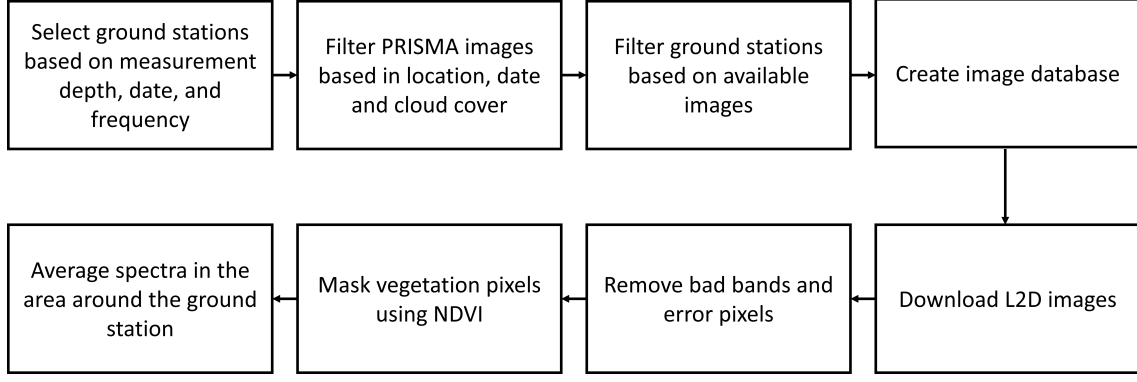 Select ground stations
based on measurement
depth, date, and
frequency
Filter PRISMA images
based in location, date
and cloud cover
Filter ground stations
based on available
images
Create image database
Download L2D images
Remove bad bands and
error pixels
Mask vegetation pixels
using NDVI
Average spectra in the
area around the ground
station